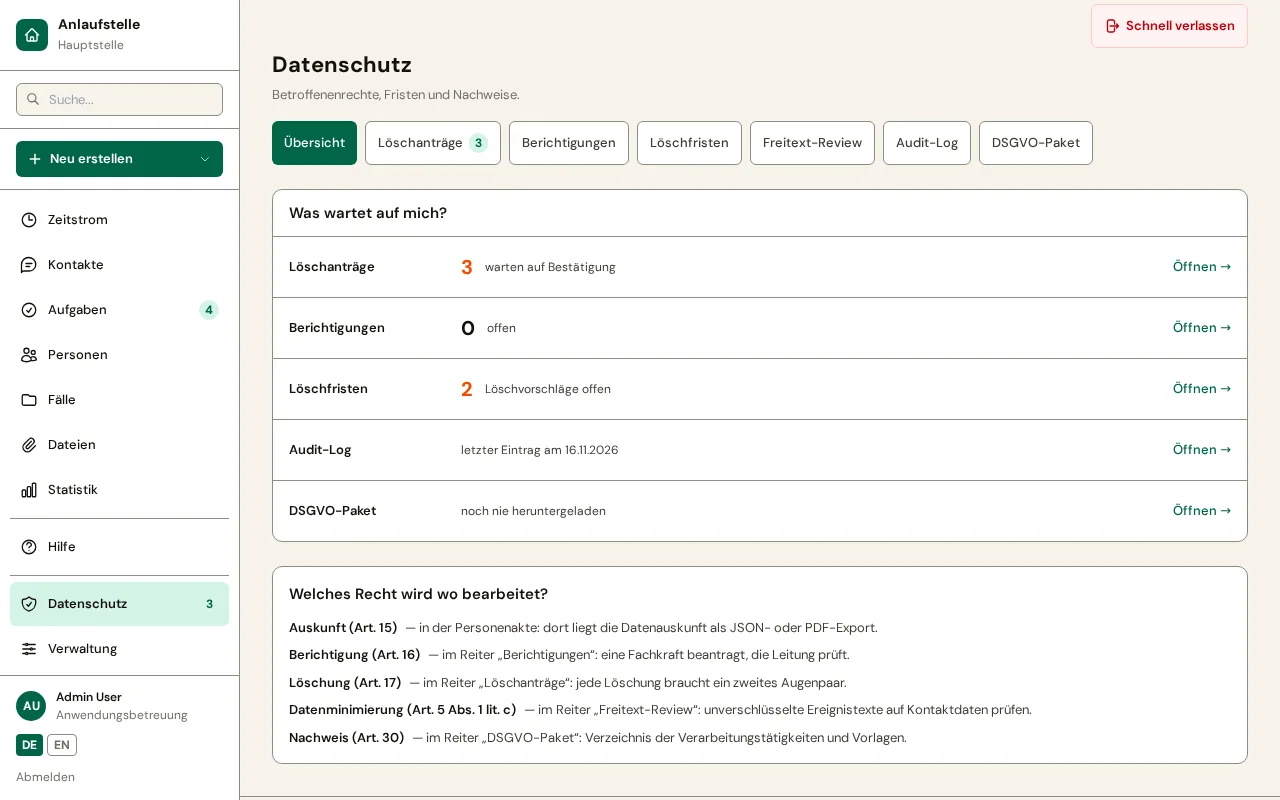 Anlaufstelle
Hauptstelle
Suche...
Neu erstellen
Zeitstrom
Kontakte
Aufgaben 4
Personen
Fälle
Dateien
Statistik
Hilfe
Datenschutz 3
Verwaltung
AU Admin User
Anwendungsbetreuung
DE EN
Abmelden
Schnell verlassen
Datenschutz
Betroffenenrechte, Fristen und Nachweise.
Übersicht Löschanträge 3 Berichtigungen Löschfristen Freitext-Review Audit-Log DSGVO-Paket
Was wartet auf mich?
Löschanträge 3 warten auf Bestätigung Öffnen →
Berichtigungen 0 offen Öffnen →
Löschfristen 2 Löschvorschläge offen Öffnen →
Audit-Log letzter Eintrag am 16.11.2026 Öffnen →
DSGVO-Paket noch nie heruntergeladen Öffnen →
Welches Recht wird wo bearbeitet?
Auskunft (Art. 15) — in der Personenakte: dort liegt die Datenauskunft als JSON- oder PDF-Export.
Berichtigung (Art. 16) — im Reiter „Berichtigungen“: eine Fachkraft beantragt, die Leitung prüft.
Löschung (Art. 17) — im Reiter „Löschanträge“: jede Löschung braucht ein zweites Augenpaar.
Datenminimierung (Art. 5 Abs. 1 lit. c) — im Reiter „Freitext-Review“: unverschlüsselte Ereignistexte auf Kontaktdaten prüfen.
Nachweis (Art. 30) — im Reiter „DSGVO-Paket“: Verzeichnis der Verarbeitungstätigkeiten und Vorlagen.